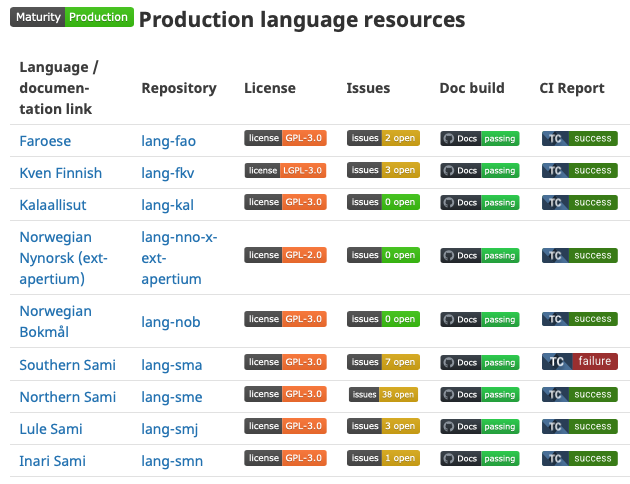 Maturity Production Production language resources
Language /
documen-
tation link Repository License Issues Doc build CI Report
Faroese lang-fao license GPL-3.0 issues 2 open Docs passing TC success
Kven Finnish lang-fkv license LGPL-3.0 issues 3 open Docs passing TC success
Kalaallisut lang-kal license GPL-3.0 issues 0 open Docs passing TC success
Norwegian lang-nno-x-
Nynorsk (ext- ext- license GPL-2.0 issues 0 open Docs passing TC success
apertium) apertium
Norwegian
Bokmål lang-nob license GPL-3.0 issues 0 open Docs passing TC success
Southern Sami lang-sma license GPL-3.0 issues 7 open Docs passing TC failure
Northern Sami lang-sme license GPL-3.0 issues 38 open Docs passing TC success
Lule Sami lang-smj license GPL-3.0 issues 3 open Docs passing TC success
Inari Sami lang-smn license GPL-3.0 issues 1 open Docs passing TC success